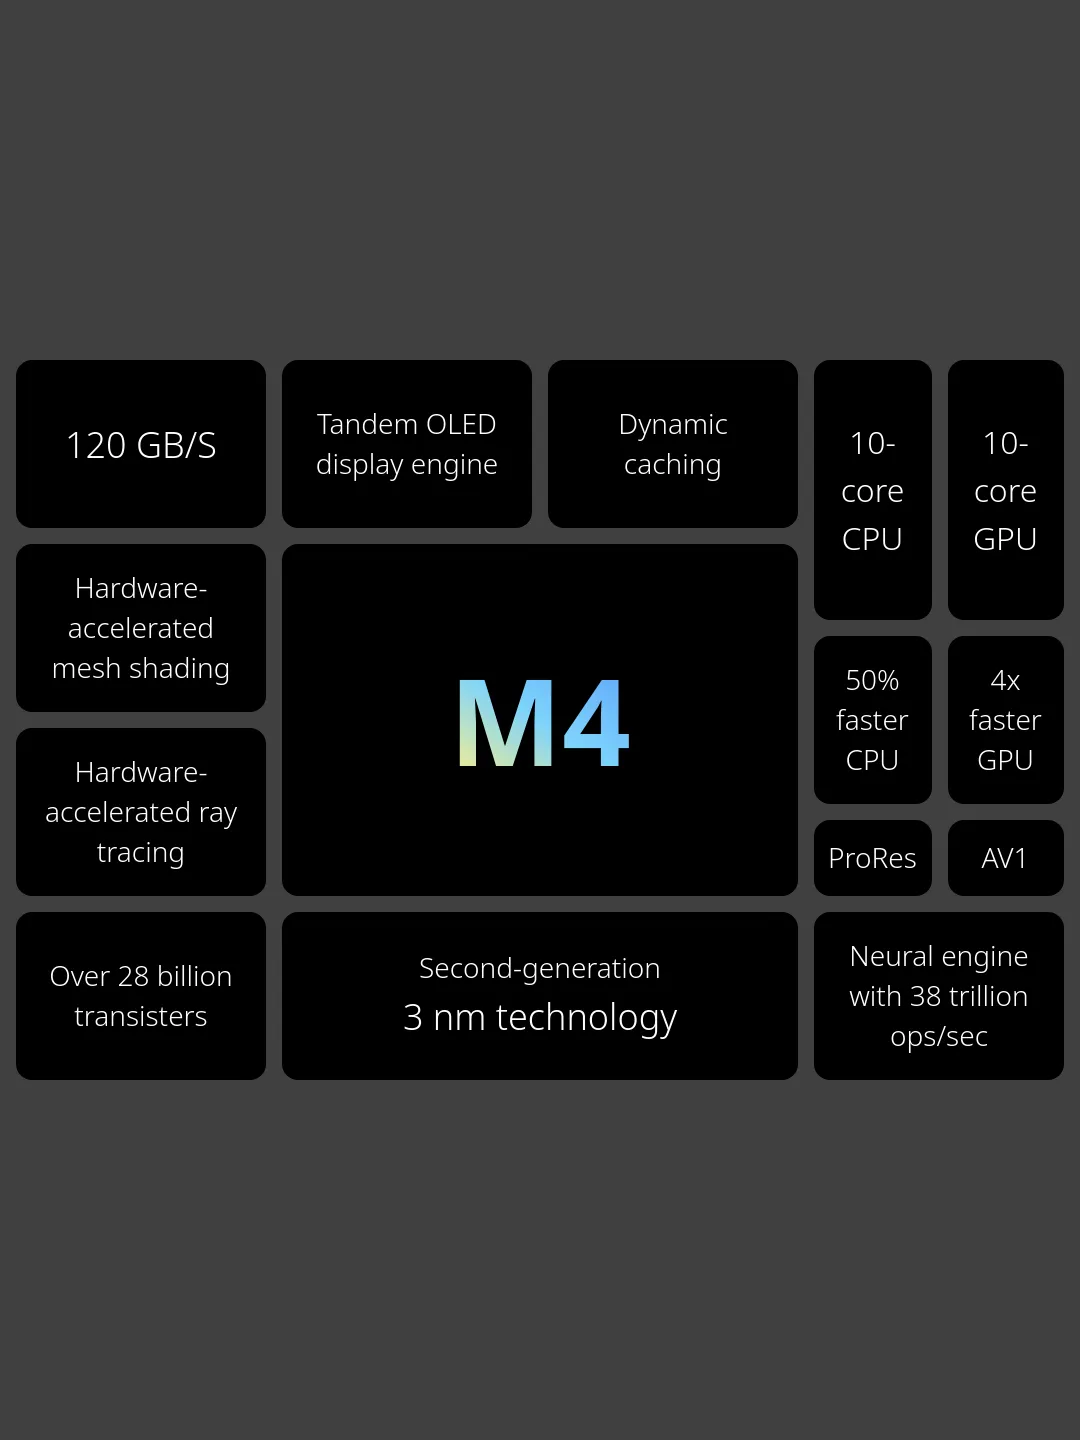 120 GB/S
Tandem OLED
display engine
Dynamic
caching
10-
core
CPU
10-
core
GPU
Hardware-
accelerated
mesh shading
M4
50%
faster
CPU
4x
faster
GPU
Hardware-
accelerated ray
tracing
ProRes
AV1
Over 28 billion
transisters
Second-generation
3 nm technology
Neural engine
with 38 trillion
ops/sec